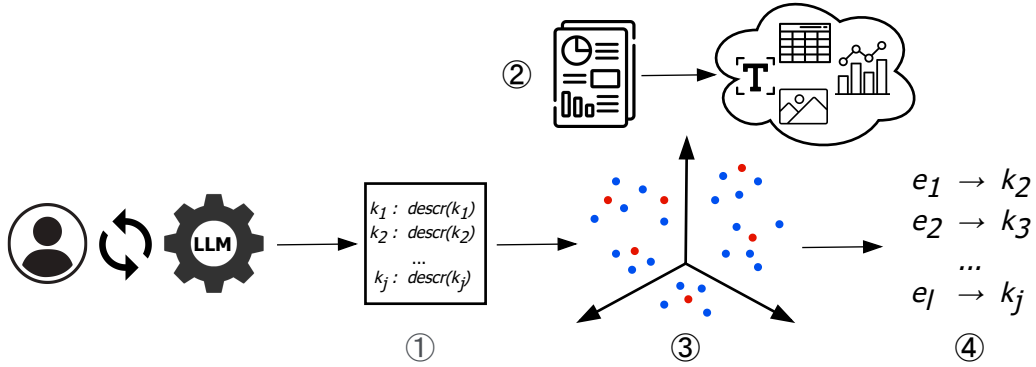 ②
T
LLM
k₁ : descr(k₁)
k₂ : descr(k₂)
...
kⱼ : descr(kⱼ)
e₁ → k₂
e₂ → k₃
...
eₗ → kⱼ
①
③
④